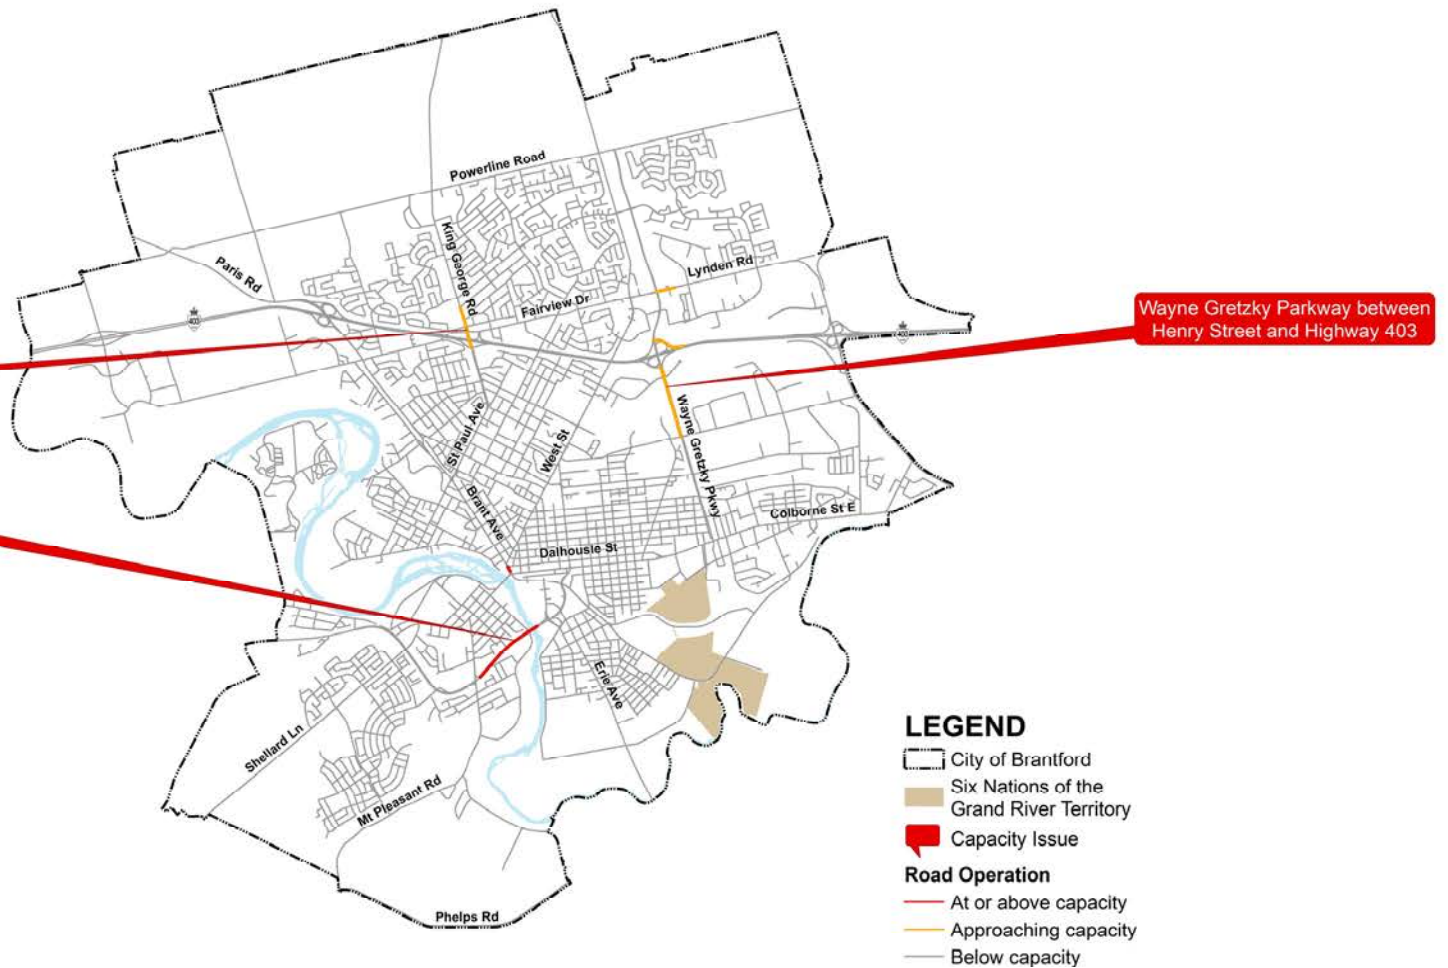 Powerline Road
King George Rd
Paris Rd
Lynden Rd
Fairview Dr
403
403
Wayne Gretzky Parkway between
Henry Street and Highway 403
St Paul Ave
West St
Wayne Gretzky Pkwy
Brant Ave
Colborne St E
Dalhousie St
Erie Ave
Shellard Ln
Mt Pleasant Rd
Phelps Rd
LEGEND
City of Brantford
Six Nations of the
Grand River Territory
Capacity Issue
Road Operation
At or above capacity
Approaching capacity
Below capacity